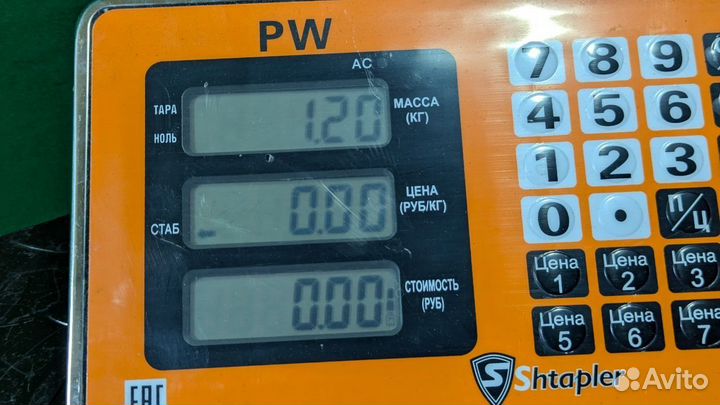 PW
AC
ТАРА
НОЛЬ
1.20
МАССА
(КГ)
СТАБ
0.00
ЦЕНА
(РУБ/КГ)
0.00
СТОИМОСТЬ
(РУБ)
7 8 9
4 5 6
1 2 3
0 . П/Ц
Цена 1
Цена 2
Цена 3
Цена 5
Цена 6
Цена 7
EAC
S Shtapler
Avito